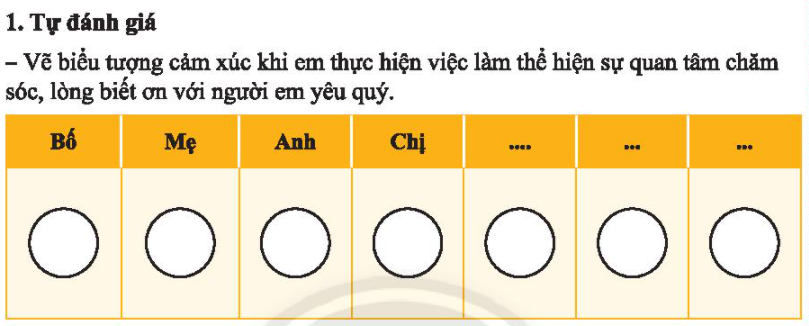 1. Tự đánh giá
– Vẽ biểu tượng cảm xúc khi em thực hiện việc làm thể hiện sự quan tâm chăm
sóc, lòng biết ơn với người em yêu quý.
Bố Mẹ Anh Chị .... ... ...